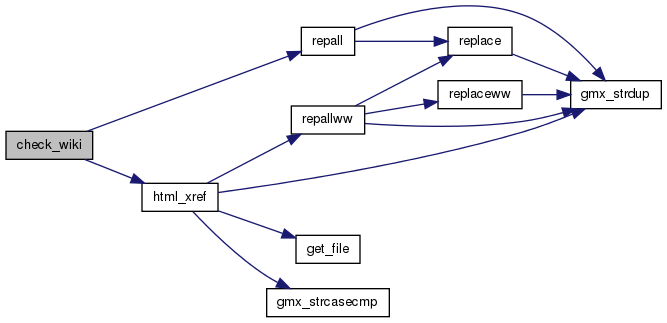 repall
replace
replaceww
gmx_strdup
repallww
check_wiki
html_xref
get_file
gmx_strcasecmp